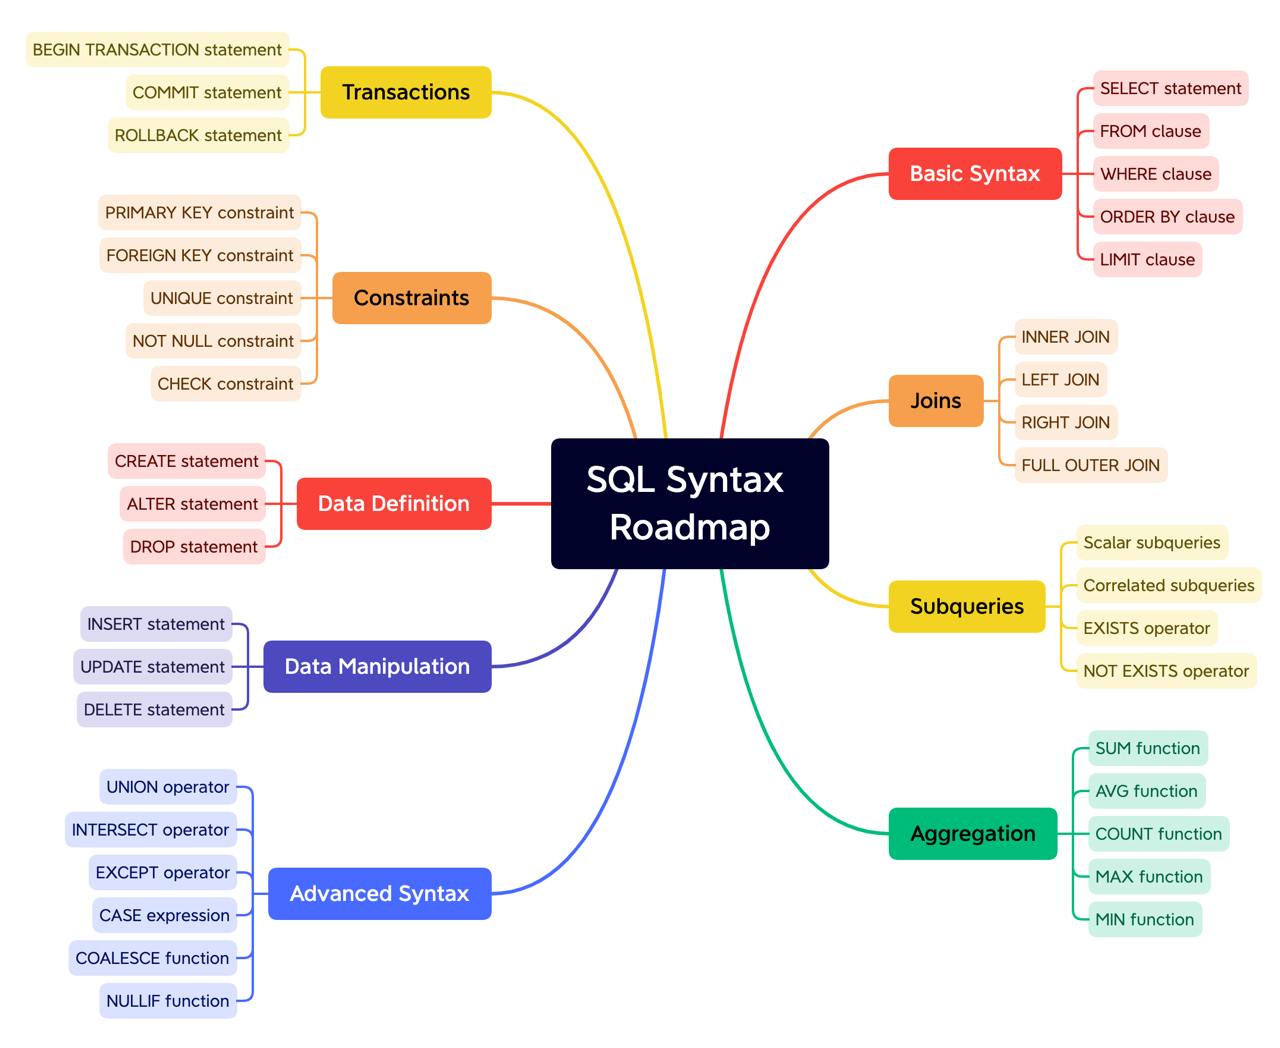 SQL Syntax
Roadmap
Basic Syntax
SELECT statement
FROM clause
WHERE clause
ORDER BY clause
LIMIT clause
Joins
INNER JOIN
LEFT JOIN
RIGHT JOIN
FULL OUTER JOIN
Subqueries
Scalar subqueries
Correlated subqueries
EXISTS operator
NOT EXISTS operator
Aggregation
SUM function
AVG function
COUNT function
MAX function
MIN function
Transactions
BEGIN TRANSACTION statement
COMMIT statement
ROLLBACK statement
Constraints
PRIMARY KEY constraint
FOREIGN KEY constraint
UNIQUE constraint
NOT NULL constraint
CHECK constraint
Data Definition
CREATE statement
ALTER statement
DROP statement
Data Manipulation
INSERT statement
UPDATE statement
DELETE statement
Advanced Syntax
UNION operator
INTERSECT operator
EXCEPT operator
CASE expression
COALESCE function
NULLIF function